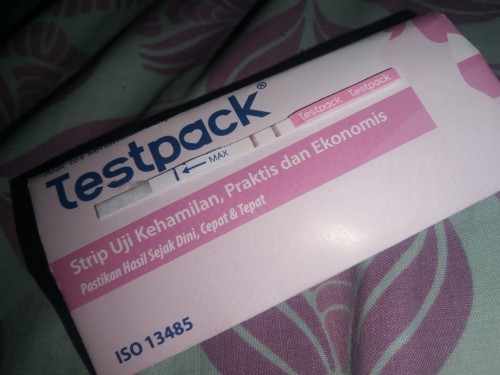 Testpack®
MAX
Testpack Testpack
Strip Uji Kehamilan, Praktis dan Ekonomis
Pastikan Hasil Sejak Dini, Cepat & Tepat
ISO 13485